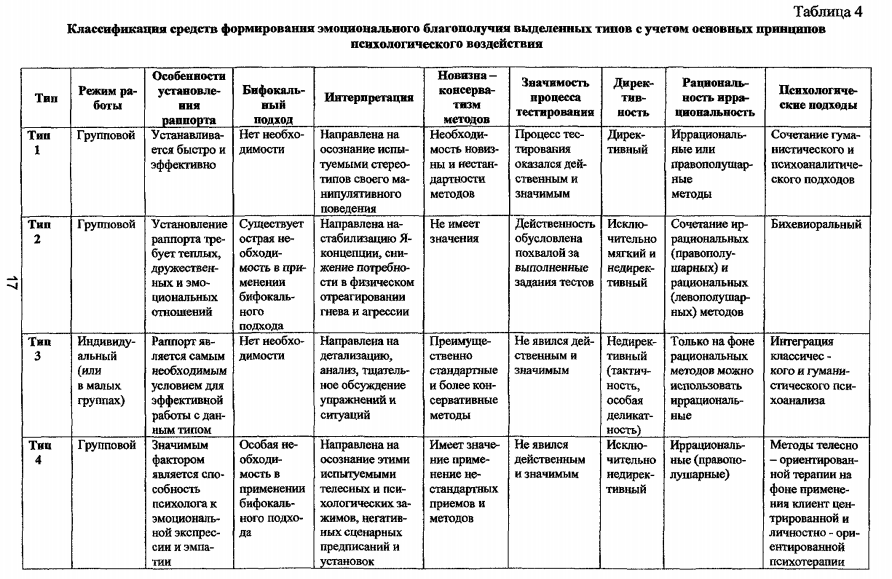 Таблица 4
Классификация средств формирования эмоционального благополучия выделенных типов с учетом основных принципов
психологического воздействия
Тип
Режим ра-
боты
Особенности
установле-
ния
раппорта
Бифокаль-
ный
подход
Интерпретация
Новизна –
консерва-
тизм
методов
Значимость
процесса
тестирования
Дирек-
тив-
ность
Рациональ-
ность ирра-
циональность
Психологиче-
ские подходы
Тип
1
Групповой
Устанавлива-
ется быстро и
эффективно
Нет необхо-
димости
Направлена на
осознание испы-
туемыми стерео-
типов своего ма-
нипулятивного
поведения
Необходи-
мость новиз-
ны и нестан-
дартности
методов
Процесс тес-
тирования
оказался дей-
ственным и
значимым
Дирек-
тивный
Иррациональ-
ные или
правополушар-
ные
методы
Сочетание гума-
нистического и
психоаналитиче-
ского подходов
Тип
2
Групповой
Установление
раппорта тре-
бует теплых,
дружествен-
ных и эмо-
циональных
отношений
Существует
острая не-
обходи-
мость в при-
менении
бифокаль-
ного
подхода
Направлена на-
стабилизацию Я-
концепции, сни-
жение потребно-
сти в физическом
отреагировании
гнева и агрессии
Не имеет
значения
Действенность
обусловлена
похвалой за
выполненные
задания тестов
Исклю-
чительно
мягкий и
недирек-
тивный
Сочетание ир-
рациональных
(правополу-
шарных) и
рациональных
(левополушар-
ных) методов
Бихевиоральный
17
Тип
3
Индивиду-
альный
(или
в малых
группах)
Раппорт яв-
ляется самым
необходимым
условием для
эффективной
работы с дан-
ным типом
Нет необхо-
димости
Направлена на
детализацию,
анализ, тщатель-
ное обсуждение
упражнений и
ситуаций
Преимуще-
ственно
стандартные
и более кон-
сервативные
методы
Не явился дей-
ственным и
значимым
Недирек-
тивный
(тактич-
ность,
особая
деликат-
ность)
Только на фоне
рациональных
методов можно
использовать
иррациональ-
ные
Интеграция
классичес -
кого и гумани-
стического пси-
хоанализа
Тип
4
Групповой
Значимым
фактором
является спо-
собность
психолога к
эмоциональ-
ной экспрес-
сии и эмпа-
тии
Особая не-
обходи-
мость в
применении
бифокаль-
ного подхо-
да
Направлена на
осознание этими
испытуемыми
телесных и пси-
хологических за-
жимов, негатив-
ных сценарных
предписаний и
установок
Имеет значе-
ние приме-
нение не-
стандартных
приемов и
методов
Не явился
действенным
и значимым
Исклю-
чительно
недирек-
тивный
Иррациональ-
ные (правопо-
лушарные)
Методы телесно
– ориентирован-
ной терапии на
фоне примене-
ния клиент цен-
трированной и
личностно - ори-
ентированной
психотерапии